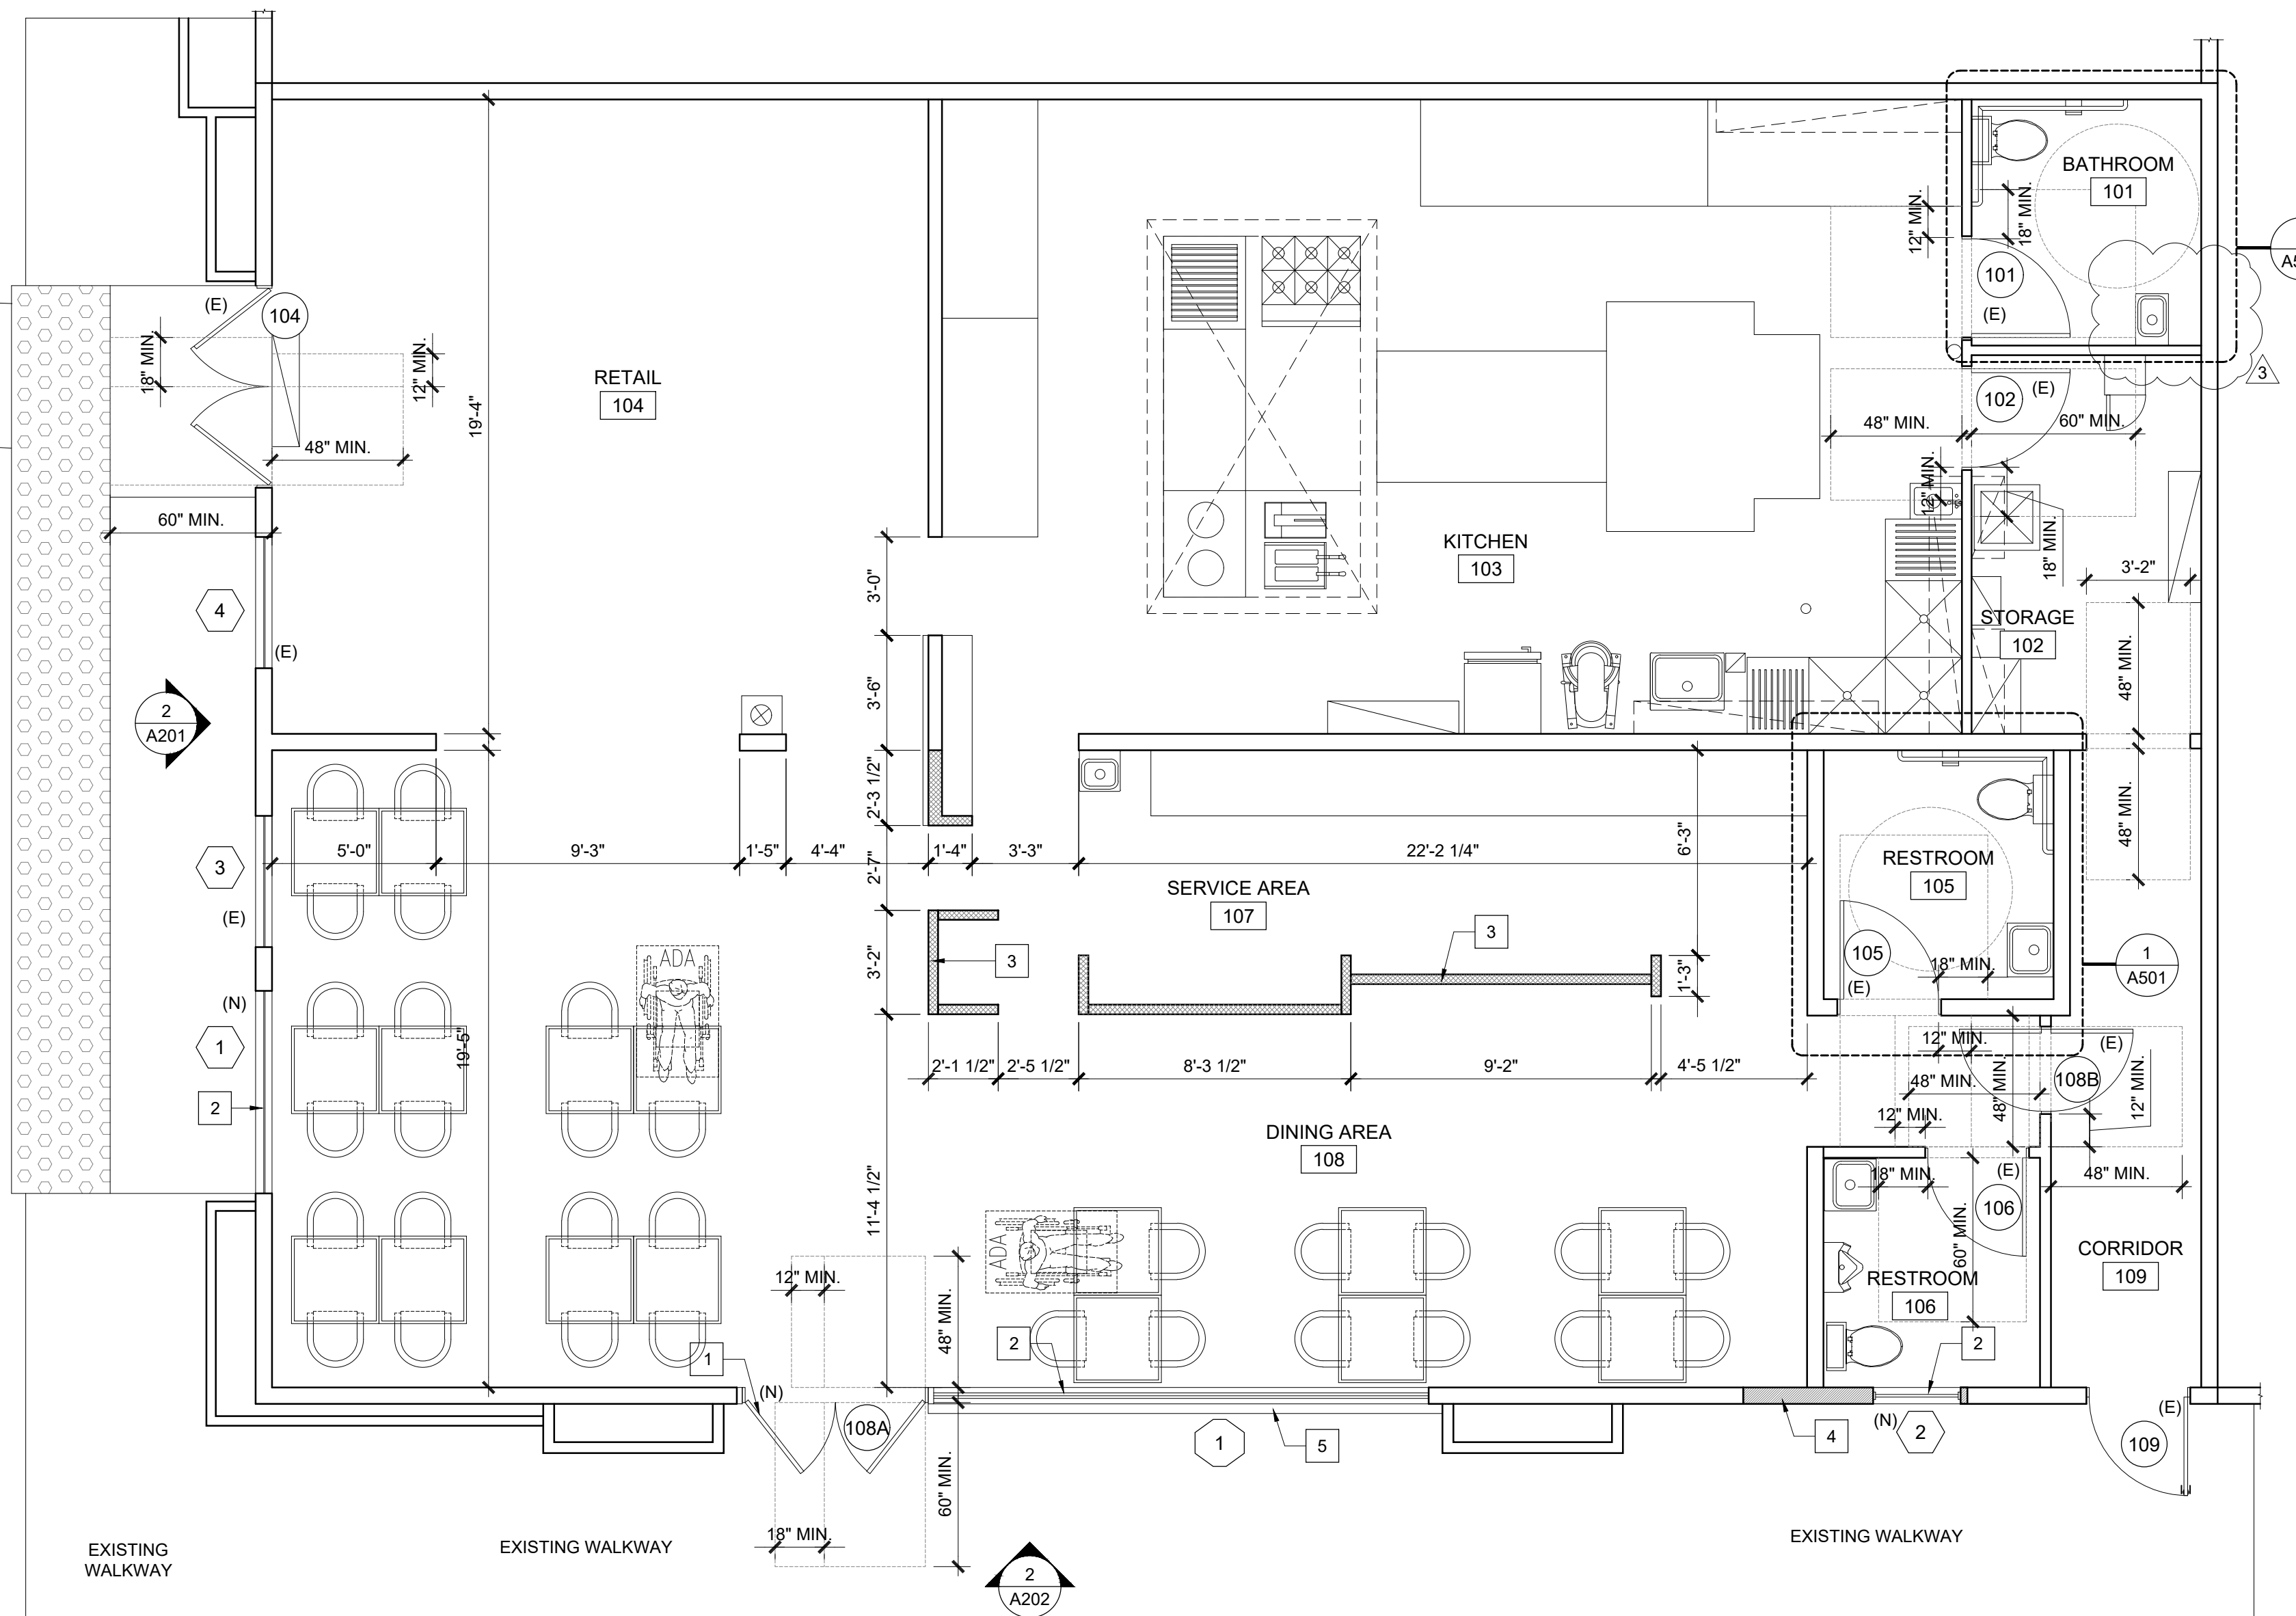 BATHROOM
101
12" MIN.
18" MIN.
101
(E)
3
(E)
104
18" MIN.
12" MIN.
48" MIN.
60" MIN.
RETAIL
104
19'-4"
102
(E)
48" MIN.
60" MIN.
12" MIN.
18" MIN.
KITCHEN
103
3'-2"
STORAGE
102
48" MIN.
48" MIN.
4
(E)
2
A201
3'-0"
3'-6"
2'-3 1/2"
2'-7"
3'-2"
11'-4 1/2"
3
(E)
5'-0"
9'-3"
1'-5"
4'-4"
1'-4"
3'-3"
22'-2 1/4"
6'-3"
1'-3"
SERVICE AREA
107
3
3
RESTROOM
105
105
(E)
18" MIN.
1
A501
ADA
(N)
1
2
19'-5"
2'-1 1/2"
2'-5 1/2"
8'-3 1/2"
9'-2"
4'-5 1/2"
12" MIN.
48" MIN.
48" MIN.
12" MIN.
(E)
108B
12" MIN.
48" MIN.
DINING AREA
108
ADA
18" MIN.
(E)
106
60" MIN.
RESTROOM
106
CORRIDOR
109
12" MIN.
48" MIN.
1
(N)
108A
2
2
60" MIN.
18" MIN.
1
5
4
(N)
2
(E)
109
EXISTING
WALKWAY
EXISTING WALKWAY
EXISTING WALKWAY
2
A202